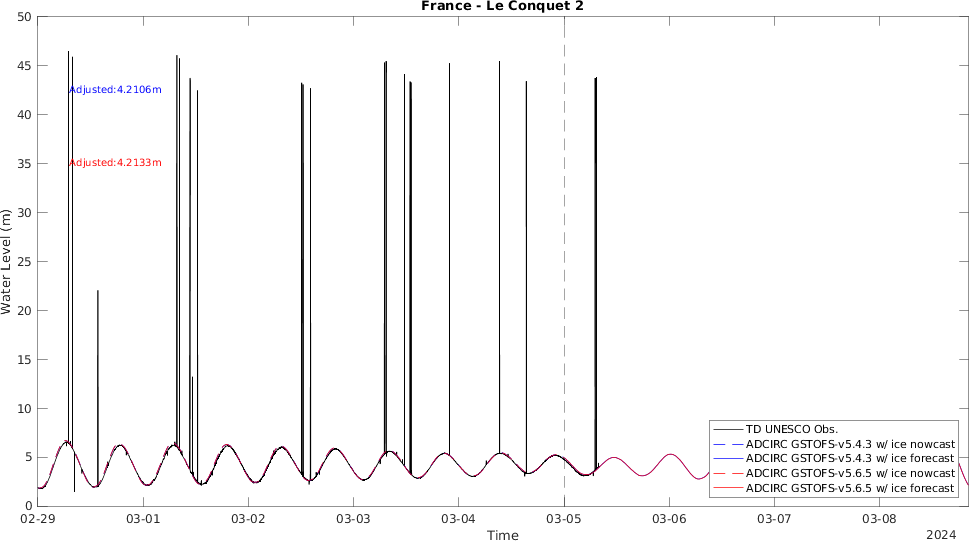 France - Le Conquet 2
50
45
40
35
30
25
20
15
10
5
0
Water Level (m)
Adjusted:4.2106m
Adjusted:4.2133m
TD UNESCO Obs.
ADCIRC GSTOFS-v5.4.3 w/ ice nowcast
ADCIRC GSTOFS-v5.4.3 w/ ice forecast
ADCIRC GSTOFS-v5.6.5 w/ ice nowcast
ADCIRC GSTOFS-v5.6.5 w/ ice forecast
02-29 03-01 03-02 03-03 03-04 03-05 03-06 03-07 03-08
Time
2024